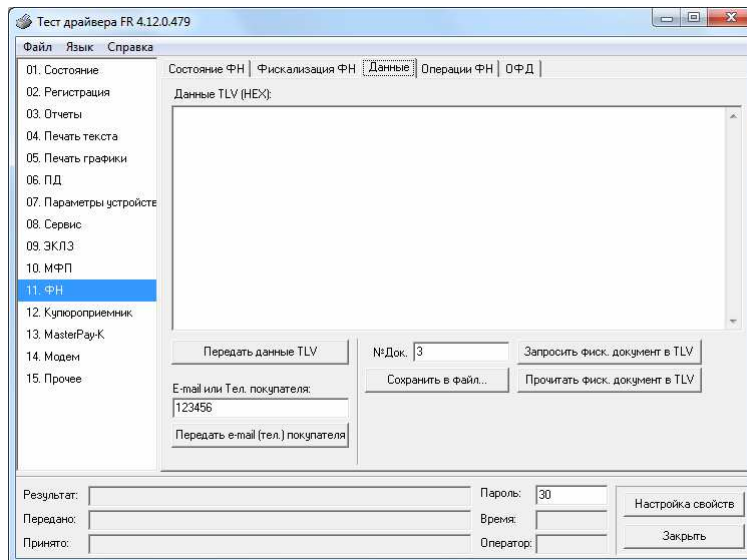 Тест драйвера FR 4.12.0.479
Файл Язык Справка
01. Состояние
02. Регистрация
03. Отчеты
04. Печать текста
05. Печать графики
06. ПД
07. Параметры устройств
08. Сервис
09. ЭКЛЗ
10. МФП
11. ФН
12. Купюроприемник
13. MasterPay-K
14. Модем
15. Прочее
Состояние ФН Фискализация ФН Данные Операции ФН ОФД
Данные TLV (HEX):
Передать данные TLV
№Док. 3
Запросить фиск. документ в TLV
Сохранить в файл...
Прочитать фиск. документ в TLV
E-mail или Тел. покупателя:
123456
Передать e-mail (тел.) покупателя
Результат:
Передано:
Принято:
Пароль: 30
Время:
Оператор:
Настройка свойств
Закрыть